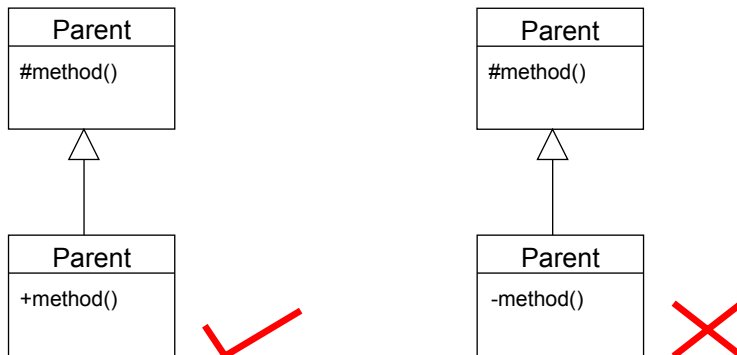 Parent
#method()
Parent
+method()
Parent
#method()
Parent
-method()